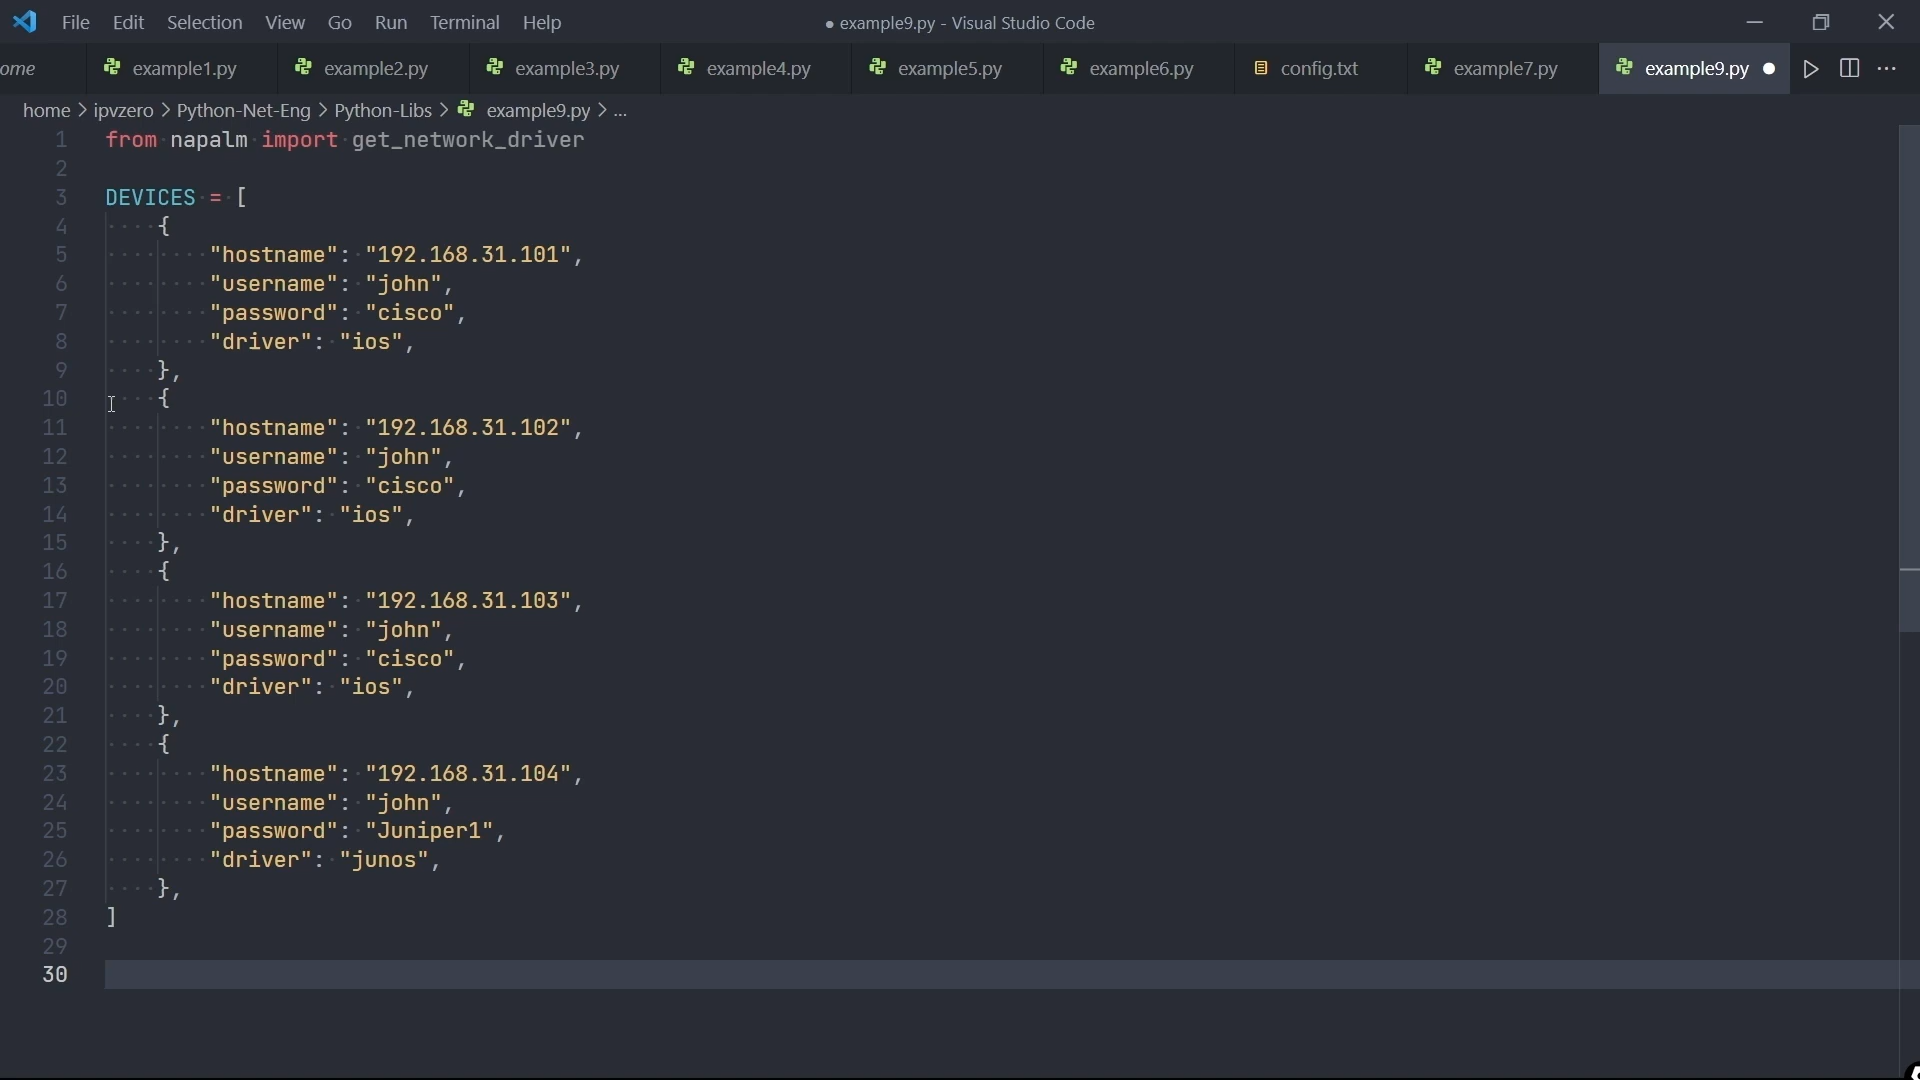 File Edit Selection View Go Run Terminal Help ● example9.py - Visual Studio Code
ome example1.py example2.py example3.py example4.py example5.py example6.py config.txt example7.py example9.py ● ···
home > ipvzero > Python-Net-Eng > Python-Libs > example9.py > ...
1 from napalm import get_network_driver
2
3 DEVICES = [
4 {
5 "hostname": "192.168.31.101",
6 "username": "john",
7 "password": "cisco",
8 "driver": "ios",
9 },
10 {
11 "hostname": "192.168.31.102",
12 "username": "john",
13 "password": "cisco",
14 "driver": "ios",
15 },
16 {
17 "hostname": "192.168.31.103",
18 "username": "john",
19 "password": "cisco",
20 "driver": "ios",
21 },
22 {
23 "hostname": "192.168.31.104",
24 "username": "john",
25 "password": "Juniper1",
26 "driver": "junos",
27 },
28 ]
29
30